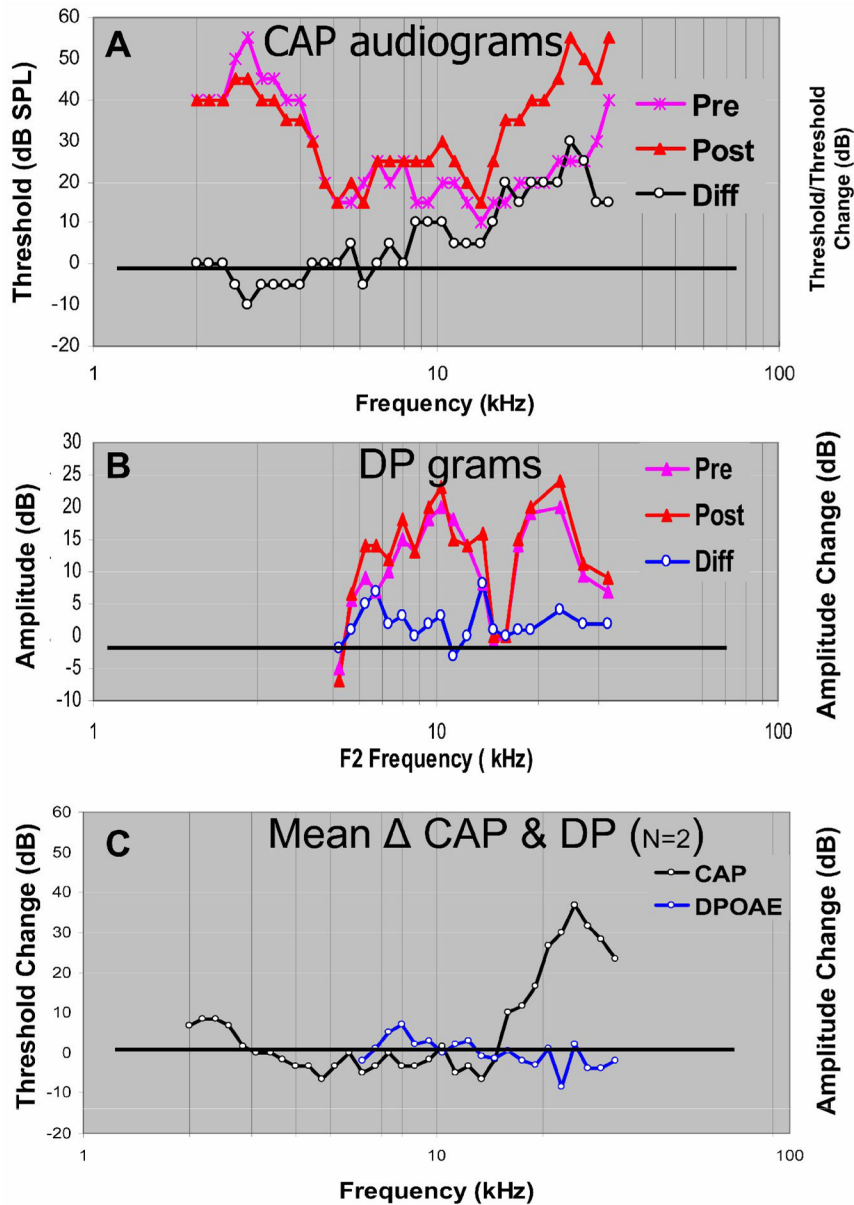 A
CAP audiograms
Threshold (dB SPL)
60
50
40
30
20
10
0
-10
-20
Pre
Post
Diff
Threshold/Threshold
Change (dB)
1
10
100
Frequency (kHz)
B
DP grams
Amplitude (dB)
30
25
20
15
10
5
0
-5
-10
Pre
Post
Diff
Amplitude Change (dB)
1
10
100
F2 Frequency ( kHz)
C
Mean Δ CAP & DP (N=2)
Threshold Change (dB)
60
50
40
30
20
10
0
-10
-20
CAP
DPOAE
Amplitude Change (dB)
1
10
100
Frequency (kHz)